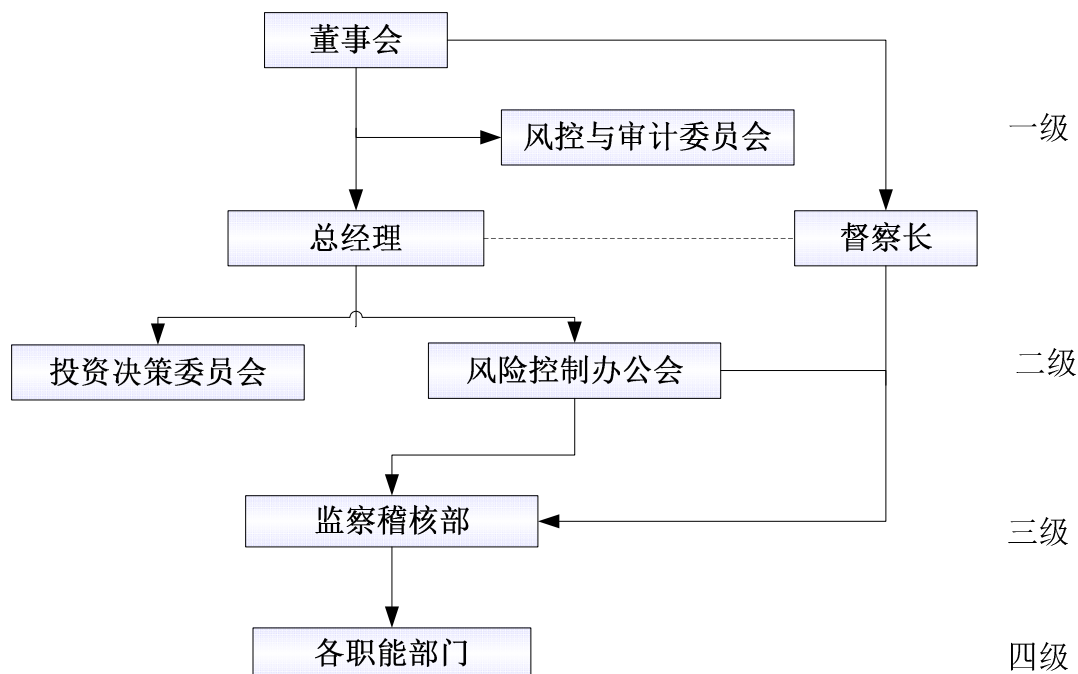 董事会
风控与审计委员会
一级
总经理
督察长
投资决策委员会
风险控制办公会
二级
监察稽核部
三级
各职能部门
四级